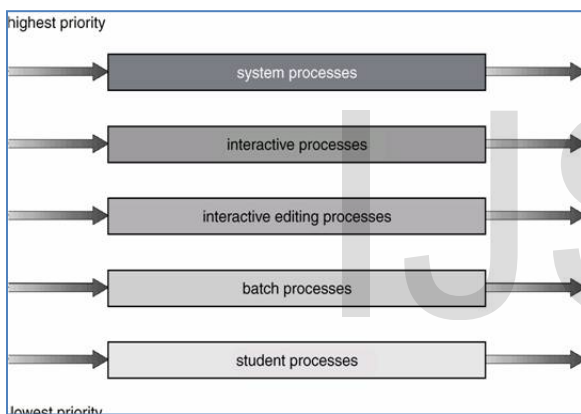 highest priority
system processes
interactive processes
interactive editing processes
batch processes
student processes
lowest priority
IJS